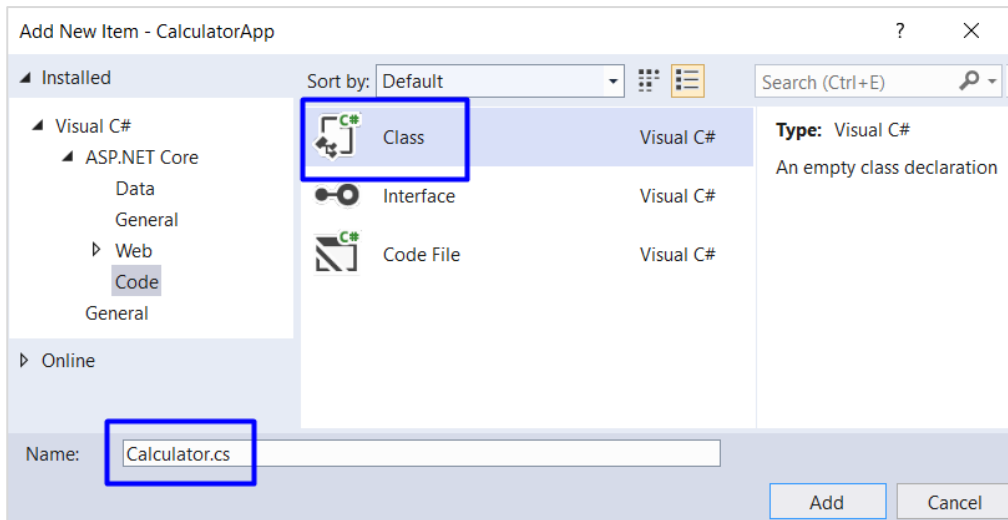 Add New Item - CalculatorApp ? ×
Installed
Sort by: Default
Search (Ctrl+E)
Visual C#
ASP.NET Core
Data
General
Web
Code
General
Online
C# Class Visual C#
Interface Visual C#
C# Code File Visual C#
Type: Visual C#
An empty class declaration
Name: Calculator.cs
Add Cancel